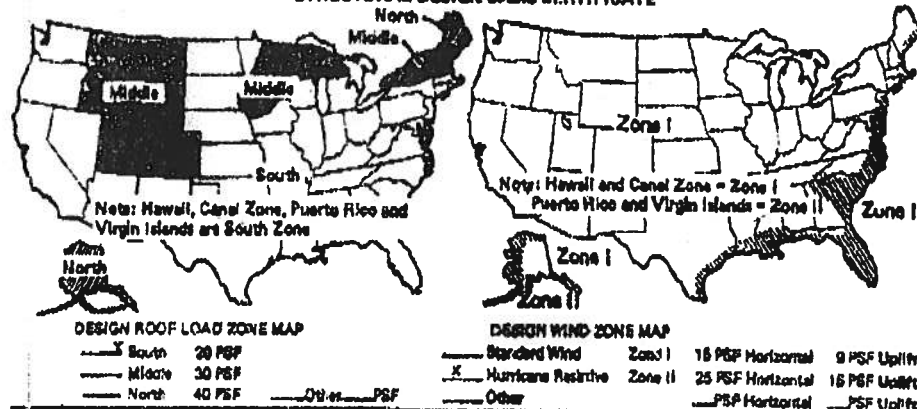 North
Middle
Middle
Middle
South
Note: Hawaii, Canal Zone, Puerto Rico and
Virgin Islands are South Zone
North
DESIGN ROOF LOAD ZONE MAP
X South 20 PSF
Middle 30 PSF
North 40 PSF Other PSF
Zone I
Note: Hawaii and Canal Zone = Zone I
Puerto Rico and Virgin Islands = Zone II
Zone II
Zone I
Zone II
DESIGN WIND ZONE MAP
Standard Wind Zone I 15 PSF Horizontal 9 PSF Uplift
X Hurricane Resistive Zone II 25 PSF Horizontal 15 PSF Uplift
Other PSF Horizontal PSF Uplift